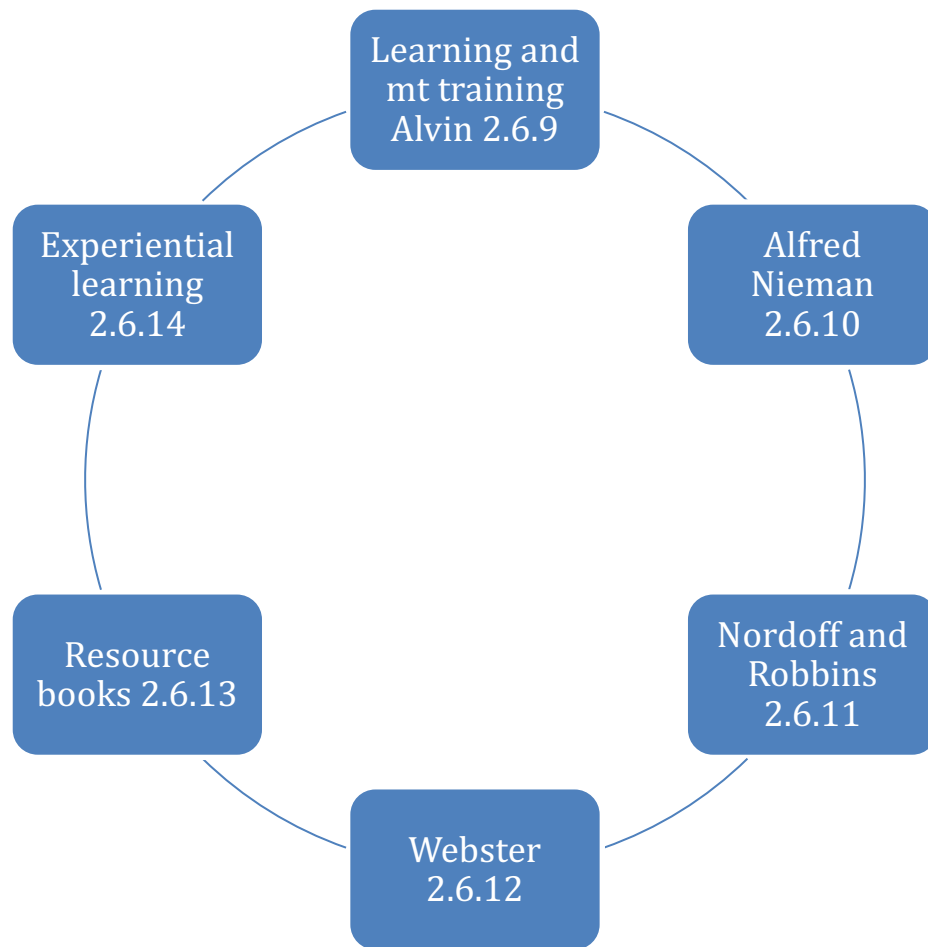 Learning and
mt training
Alvin 2.6.9
Alfred
Nieman
2.6.10
Nordoff and
Robbins
2.6.11
Webster
2.6.12
Resource
books 2.6.13
Experiential
learning
2.6.14